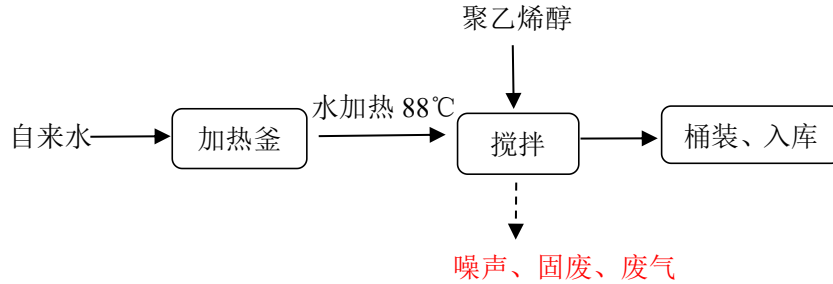 聚乙烯醇
自来水
加热釜
水加热 88℃
搅拌
桶装、入库
噪声、固废、废气